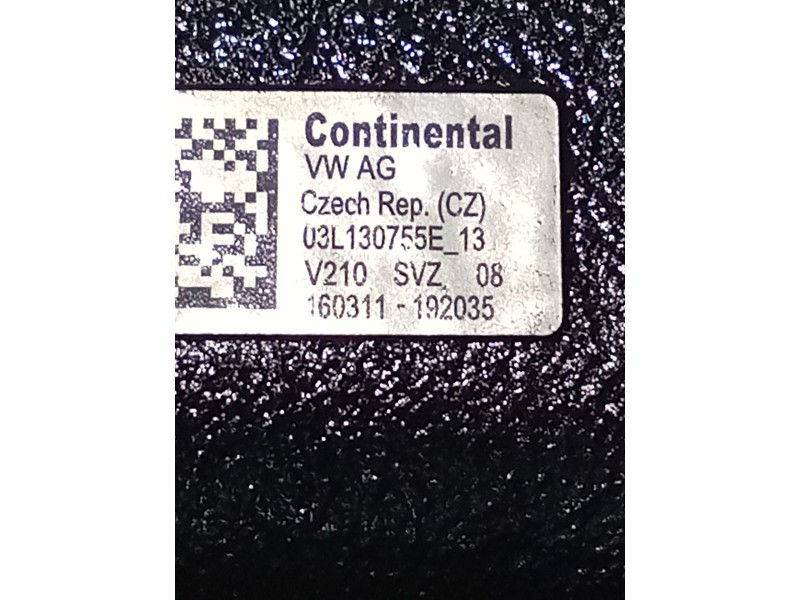 Continental
VW AG
Czech Rep. (CZ)
03L130755E_13
V210 SVZ 08
160311 - 192035